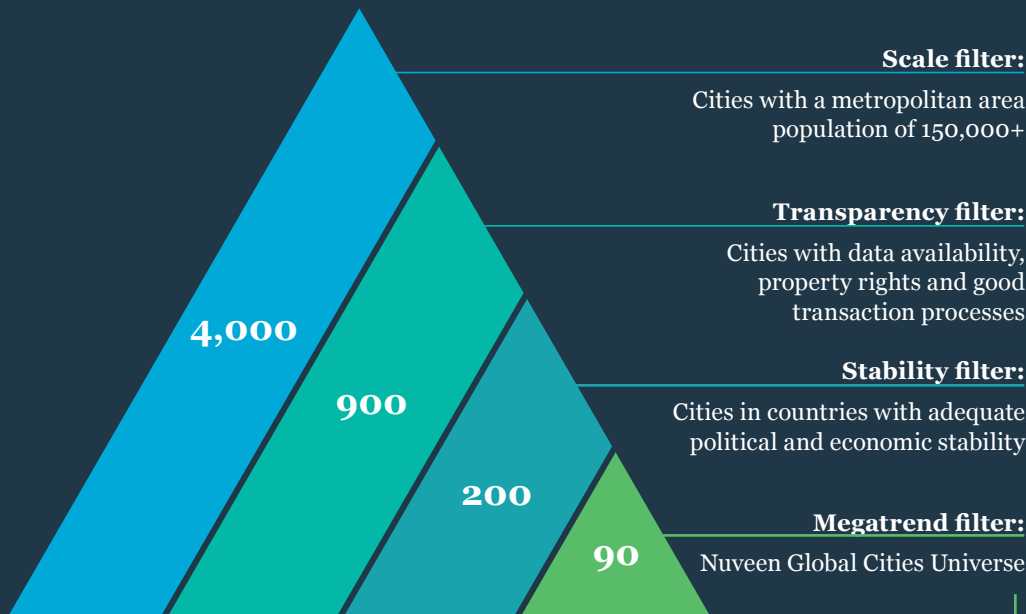 Scale filter:
Cities with a metropolitan area
population of 150,000+
Transparency filter:
Cities with data availability,
property rights and good
transaction processes
4,000
Stability filter:
900
Cities in countries with adequate
political and economic stability
200
Megatrend filter:
90
Nuveen Global Cities Universe